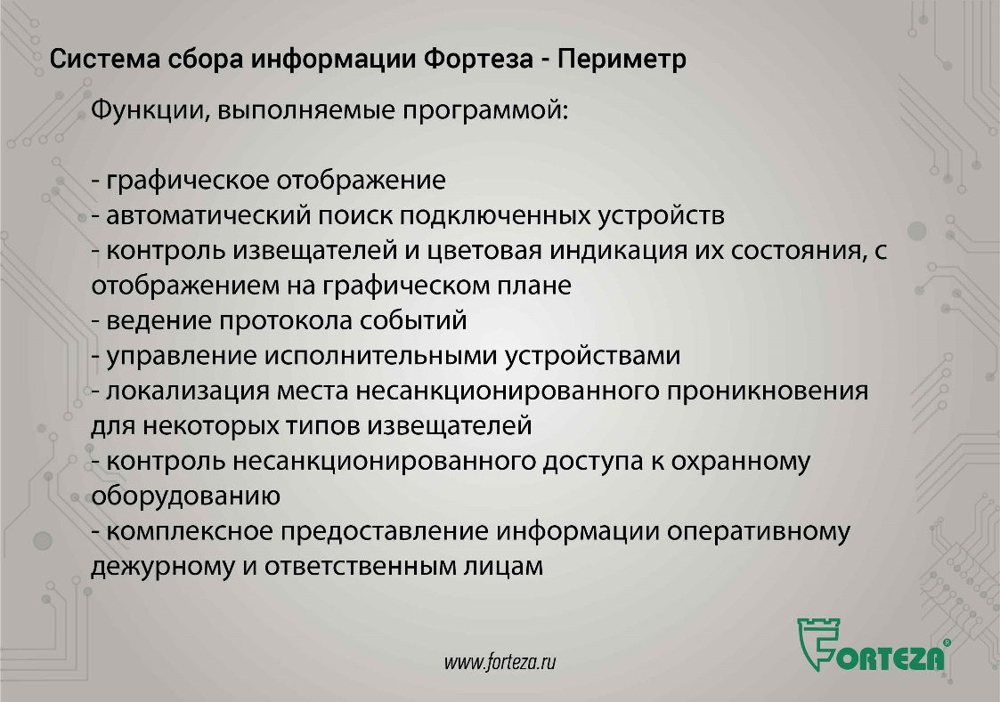 Система сбора информации Фортеза - Периметр
Функции, выполняемые программой:
- графическое отображение
- автоматический поиск подключенных устройств
- контроль извещателей и цветовая индикация их состояния, с
отображением на графическом плане
- ведение протокола событий
- управление исполнительными устройствами
- локализация места несанкционированного проникновения
для некоторых типов извещателей
- контроль несанкционированного доступа к охранному
оборудованию
- комплексное предоставление информации оперативному
дежурному и ответственным лицам
www.forteza.ru
FORTEZA®